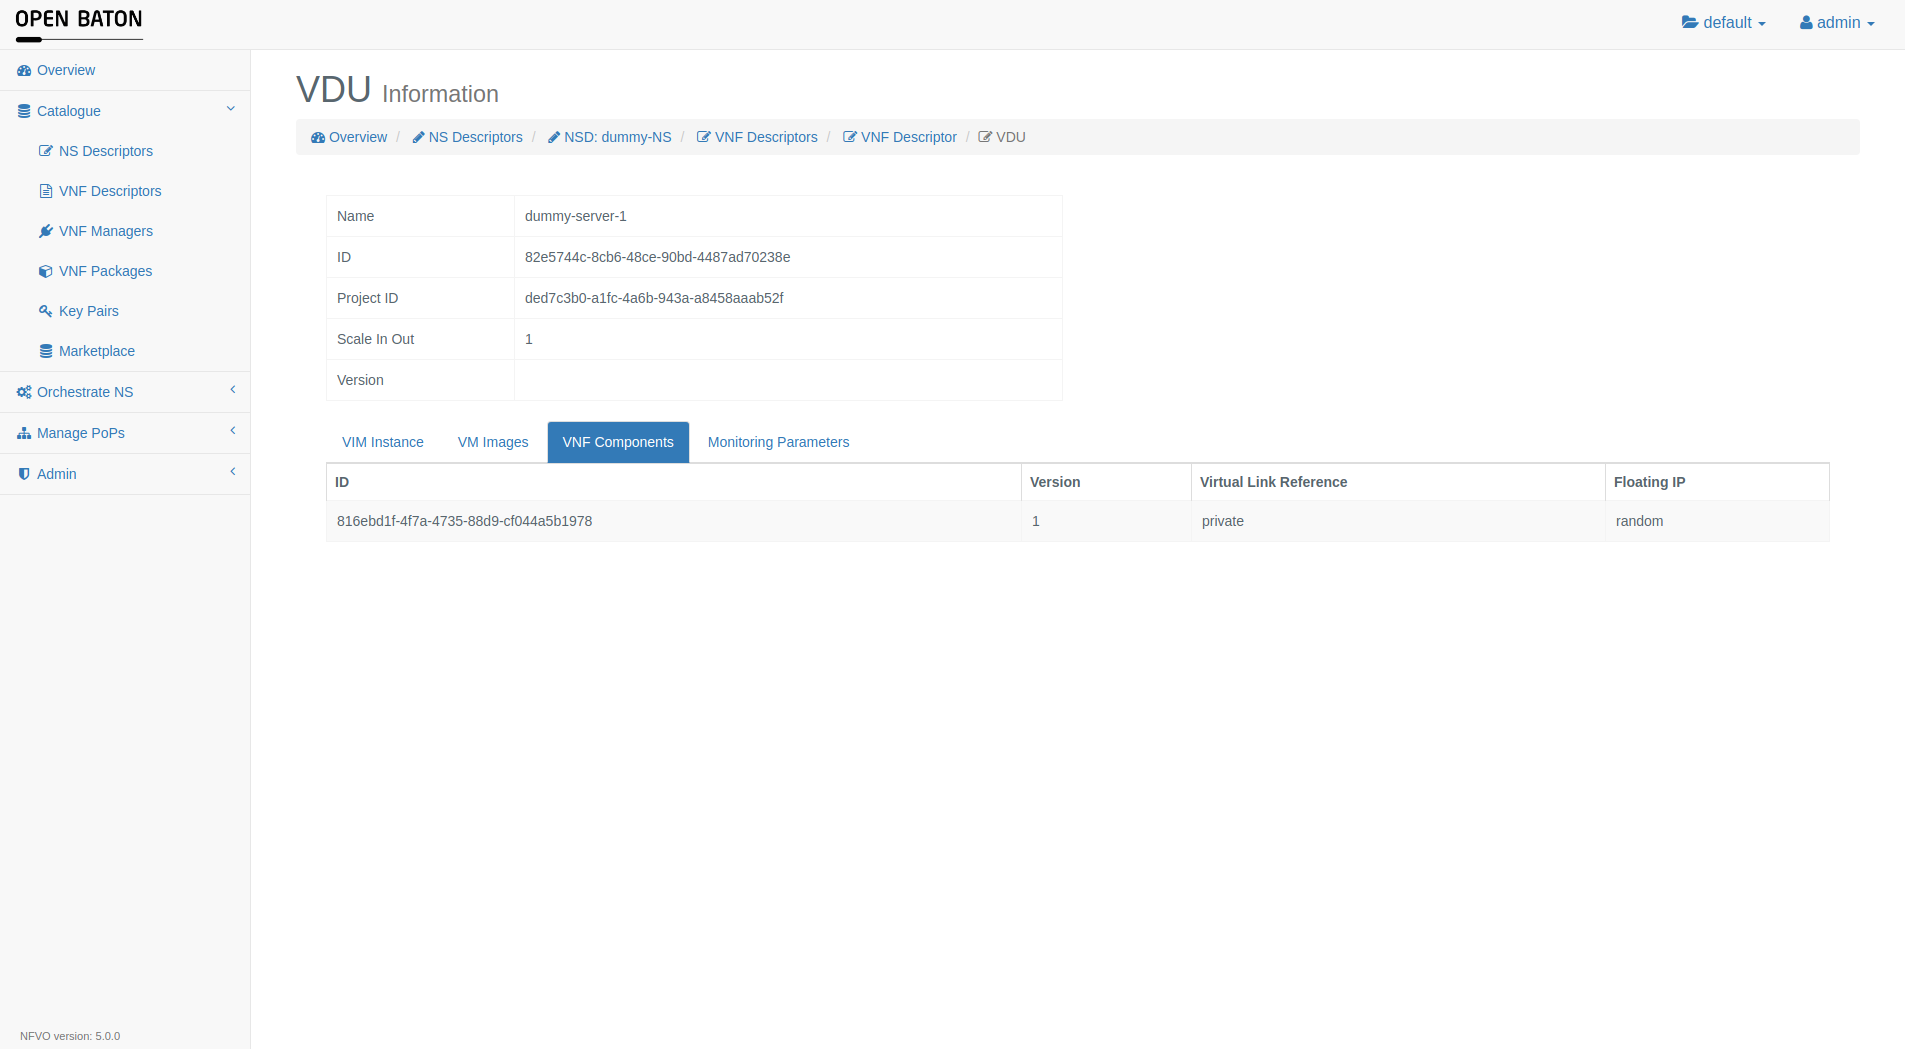 OPEN BATON
default
admin
Overview
Catalogue
NS Descriptors
VNF Descriptors
VNF Managers
VNF Packages
Key Pairs
Marketplace
Orchestrate NS
Manage PoPs
Admin
NFVO version: 5.0.0
VDU Information
Overview / NS Descriptors / NSD: dummy-NS / VNF Descriptors / VNF Descriptor / VDU
Name dummy-server-1
ID 82e5744c-8cb6-48ce-90bd-4487ad70238e
Project ID ded7c3b0-a1fc-4a6b-943a-a8458aaab52f
Scale In Out 1
Version
VIM Instance VM Images VNF Components Monitoring Parameters
ID Version Virtual Link Reference Floating IP
816ebd1f-4f7a-4735-88d9-cf044a5b1978 1 private random